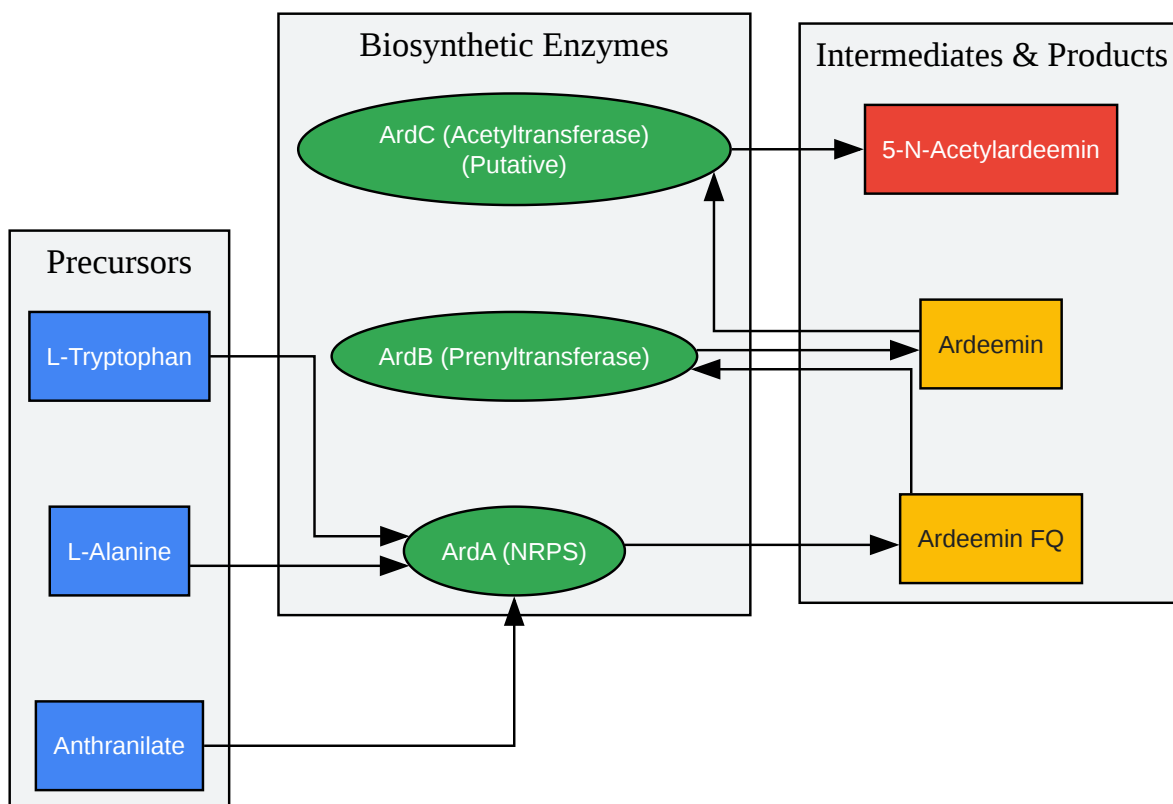 Biosynthetic Enzymes
Intermediates & Products
ArdC (Acetyltransferase)
(Putative)
5-N-Acetylardeemin
Precursors
L-Tryptophan
ArdB (Prenyltransferase)
Ardeemin
L-Alanine
ArdA (NRPS)
Ardeemin FQ
Anthranilate